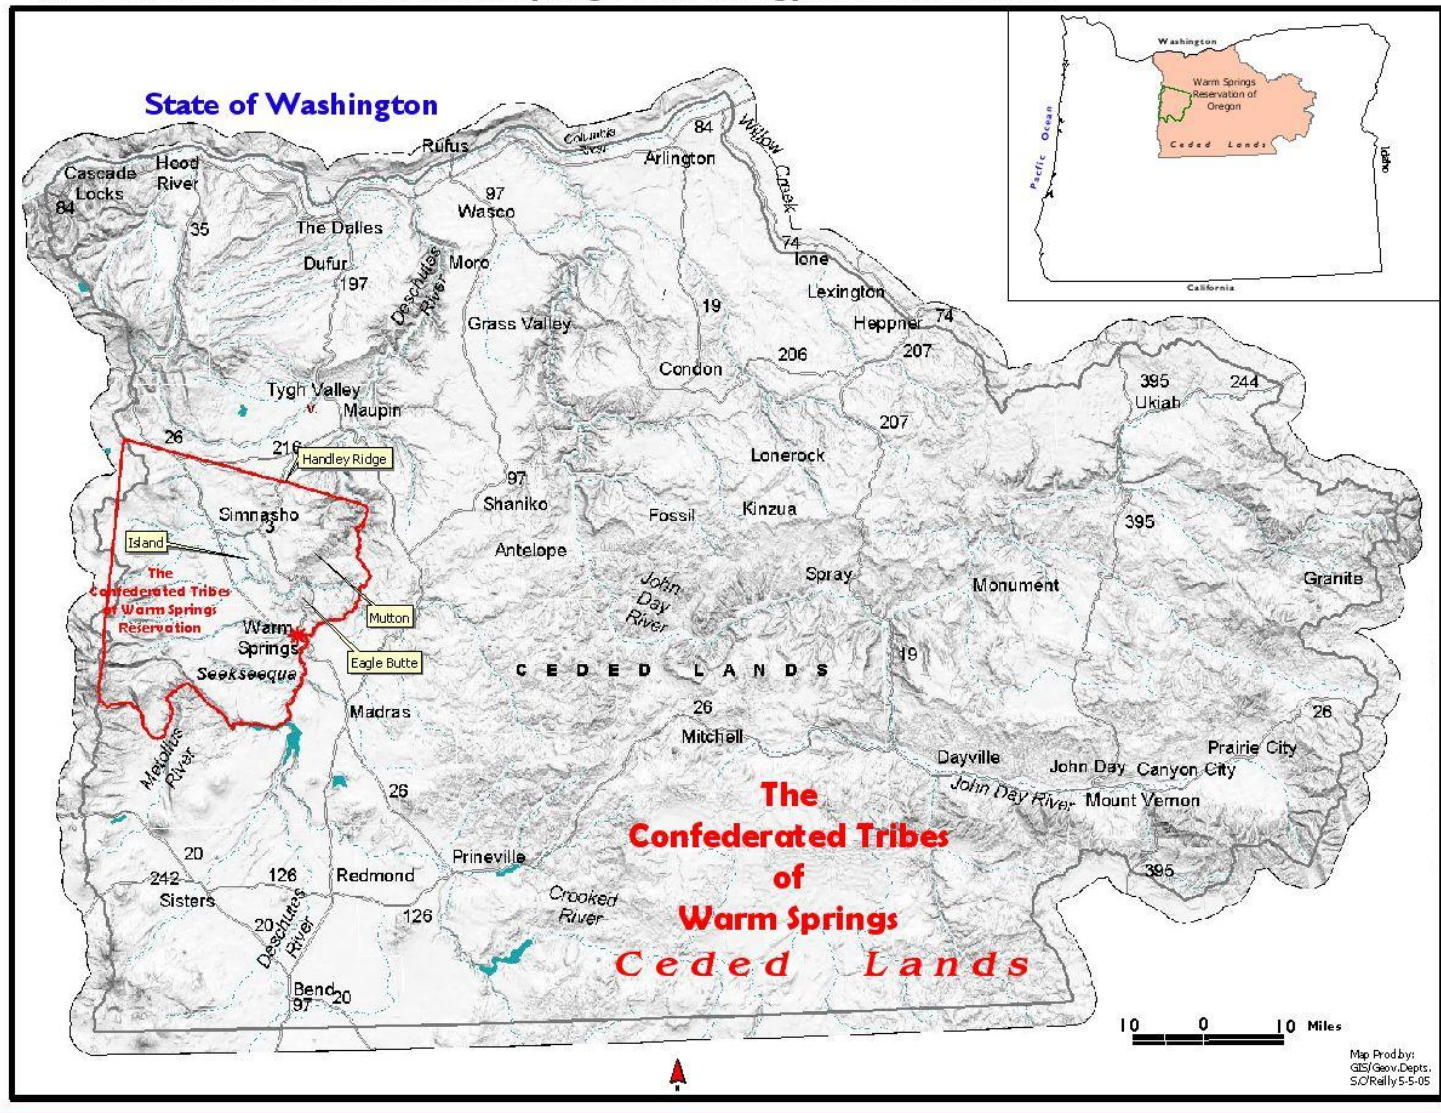 State of Washington
Washington
Warm Springs
Reservation of
Oregon
Ceded Lands
Pacfic Ocean
Idaho
California
Cascade
Locks
84
Hood
River
35
The Dalles
Dufur
197
Deschutes
River
Rufus
Columbia
River
97
Wasco
Moro
Grass Valley
84
Arlington
Willow Creek
74
Ione
Lexington
Heppner
74
19
206
207
Condon
395
244
Ukiah
207
Tygh Valley
V.
Maupin
26
216
Handley Ridge
Lonerock
97
Shaniko
Simnasho
3
Fossil
Kinzua
395
Island
Antelope
The
Confederated Tribes
of Warm Springs
Reservation
John
Day
River
Spray
Monument
Granite
Mutton
Warm
Springs
Eagle Butte
Seekseequa
CEDED LANDS
19
Madras
26
Mitchell
26
Metolius
River
Dayville
John Day
Canyon City
Prairie City
John Day River
Mount Vernon
26
The
Confederated Tribes
of
Warm Springs
Ceded Lands
20
242
Sisters
126
Redmond
Prineville
395
20
Deschutes
River
126
Crooked
River
Bend
97
20
10 0 10 Miles
Map Prod.by:
GIS/Geov.Depts.
S.O'Reilly 5-5-05
N